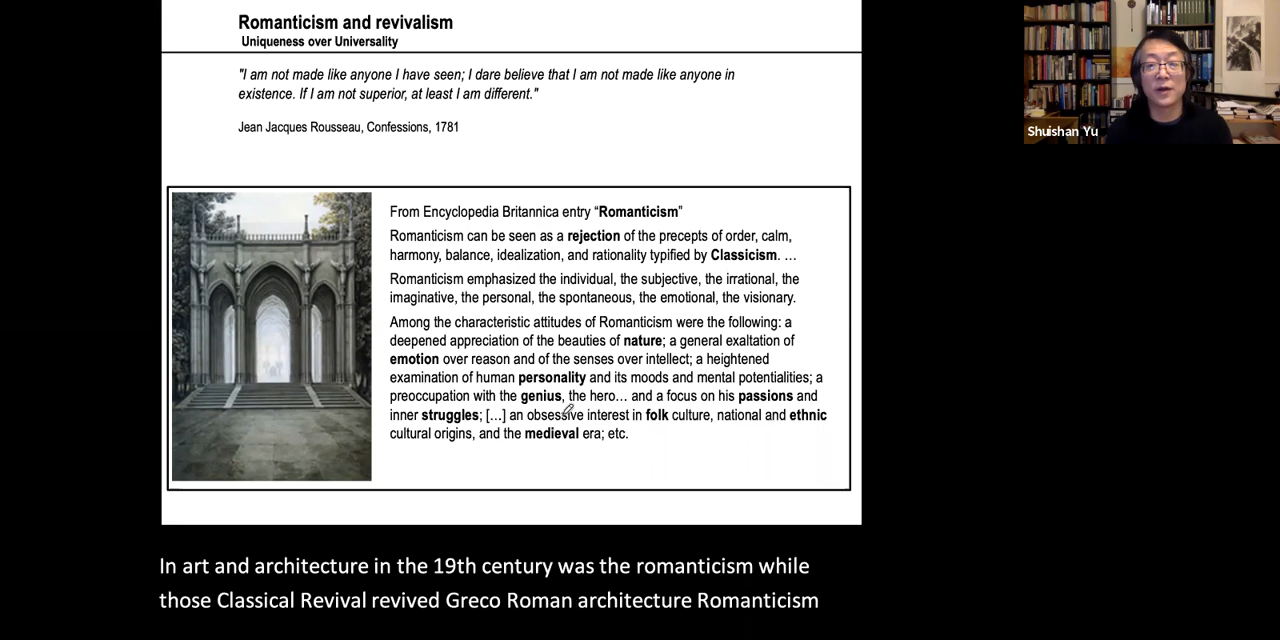 Romanticism and revivalism
Uniqueness over Universality
"I am not made like anyone I have seen; I dare believe that I am not made like anyone in
existence. If I am not superior, at least I am different."
Jean Jacques Rousseau, Confessions, 1781
From Encyclopedia Britannica entry “Romanticism”
Romanticism can be seen as a rejection of the precepts of order, calm,
harmony, balance, idealization, and rationality typified by Classicism. …
Romanticism emphasized the individual, the subjective, the irrational, the
imaginative, the personal, the spontaneous, the emotional, the visionary.
Among the characteristic attitudes of Romanticism were the following: a
deepened appreciation of the beauties of nature; a general exaltation of
emotion over reason and of the senses over intellect; a heightened
examination of human personality and its moods and mental potentialities; a
preoccupation with the genius, the hero… and a focus on his passions and
inner struggles; […] an obsessive interest in folk culture, national and ethnic
cultural origins, and the medieval era; etc.
Shuishan Yu
In art and architecture in the 19th century was the romanticism while
those Classical Revival revived Greco Roman architecture Romanticism